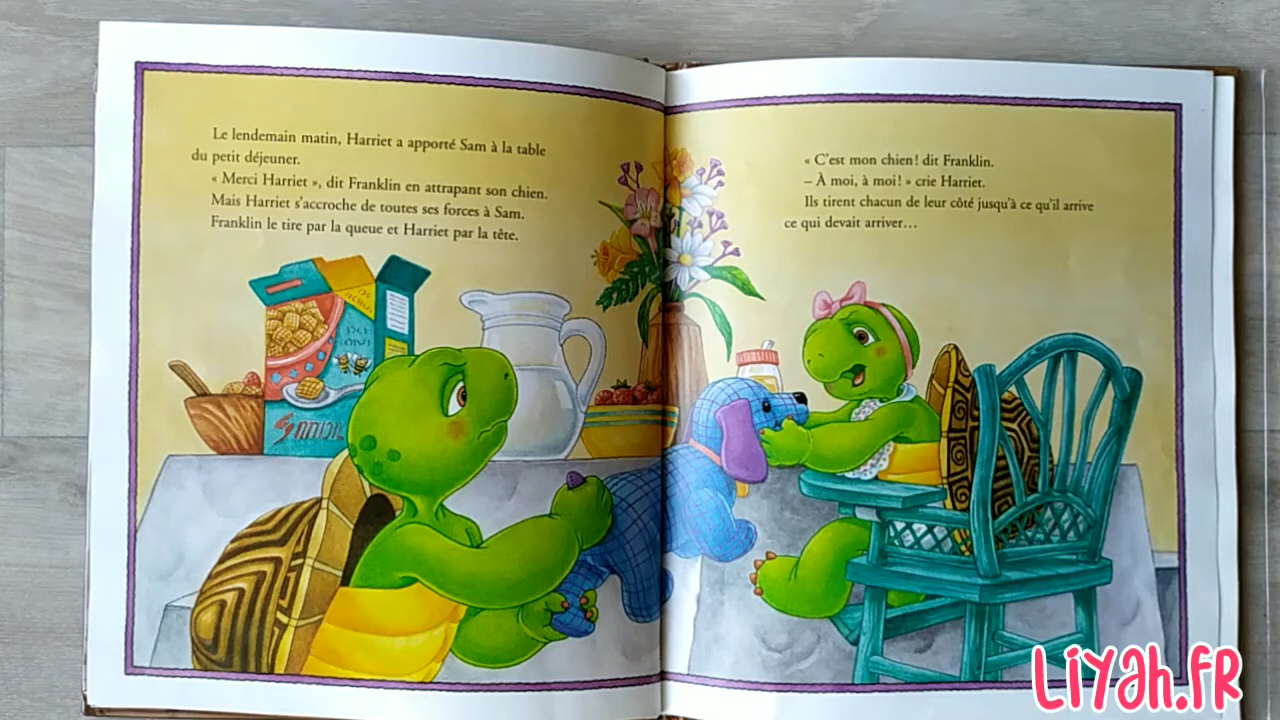 Le lendemain matin, Harriet a apporté Sam à la table
du petit déjeuner.
« Merci Harriet », dit Franklin en attrapant son chien.
Mais Harriet s'accroche de toutes ses forces à Sam.
Franklin le tire par la queue et Harriet par la tête.
« C'est mon chien ! dit Franklin.
– À moi, à moi ! » crie Harriet.
Ils tirent chacun de leur côté jusqu'à ce qu'il arrive
ce qui devait arriver…
Liyah.FR